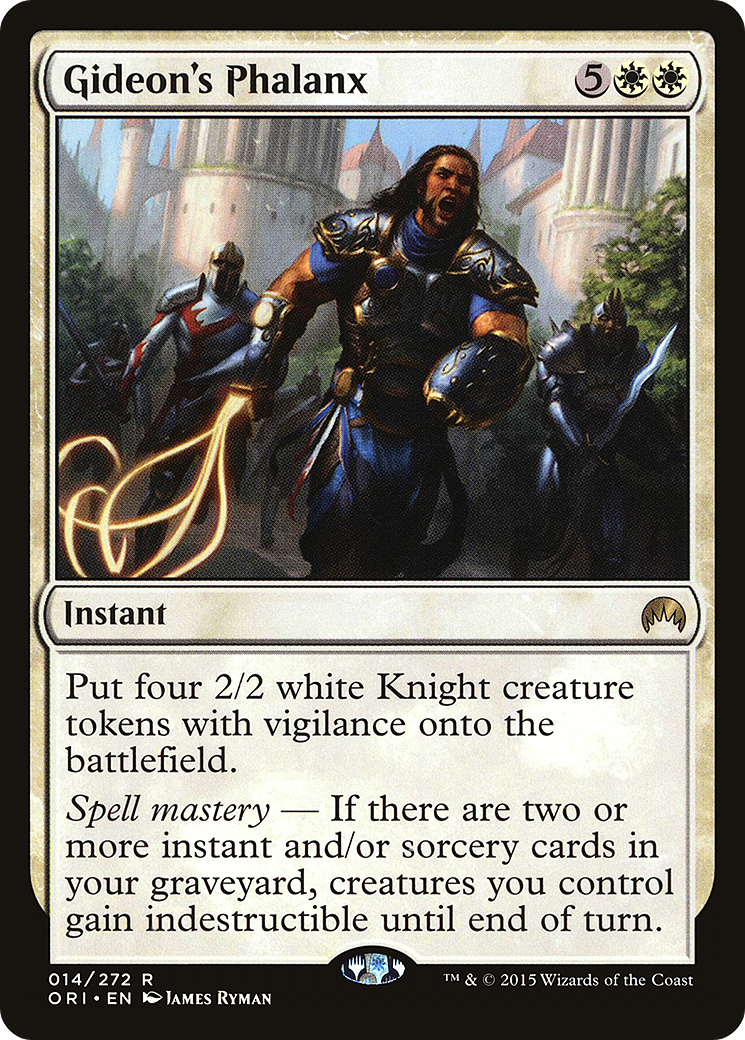 Gideon's Phalanx
5
Instant
Put four 2/2 white Knight creature
tokens with vigilance onto the
battlefield.
Spell mastery — If there are two or
more instant and/or sorcery cards in
your graveyard, creatures you control
gain indestructible until end of turn.
014/272 R
ORI • EN JAMES RYMAN
™ & © 2015 Wizards of the Coast